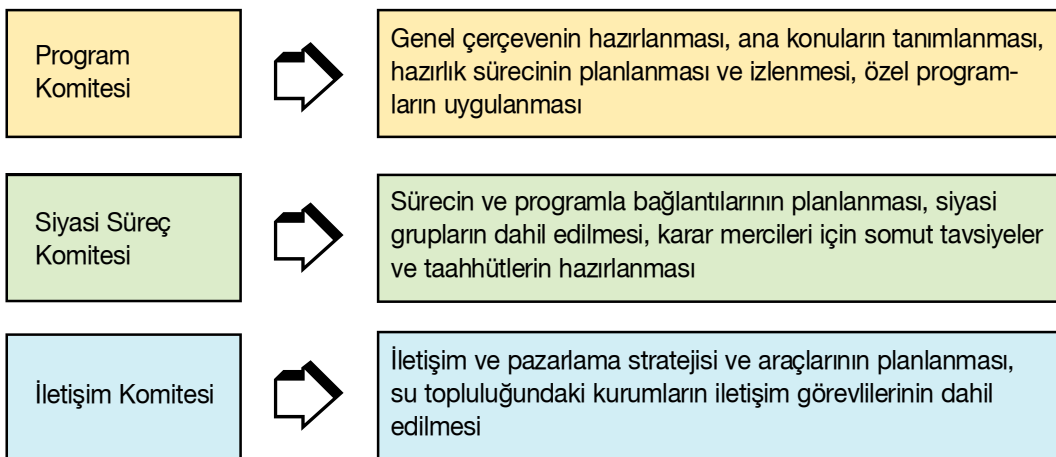 Program
Komitesi
Genel çerçevenin hazırlanması, ana konuların tanımlanması,
hazırlık sürecinin planlanması ve izlenmesi, özel program-
ların uygulanması
Siyasi Süreç
Komitesi
Sürecin ve programla bağlantılarının planlanması, siyasi
grupların dahil edilmesi, karar mercileri için somut tavsiyeler
ve taahhütlerin hazırlanması
İletişim Komitesi
İletişim ve pazarlama stratejisi ve araçlarının planlanması,
su topluluğundaki kurumların iletişim görevlilerinin dahil
edilmesi